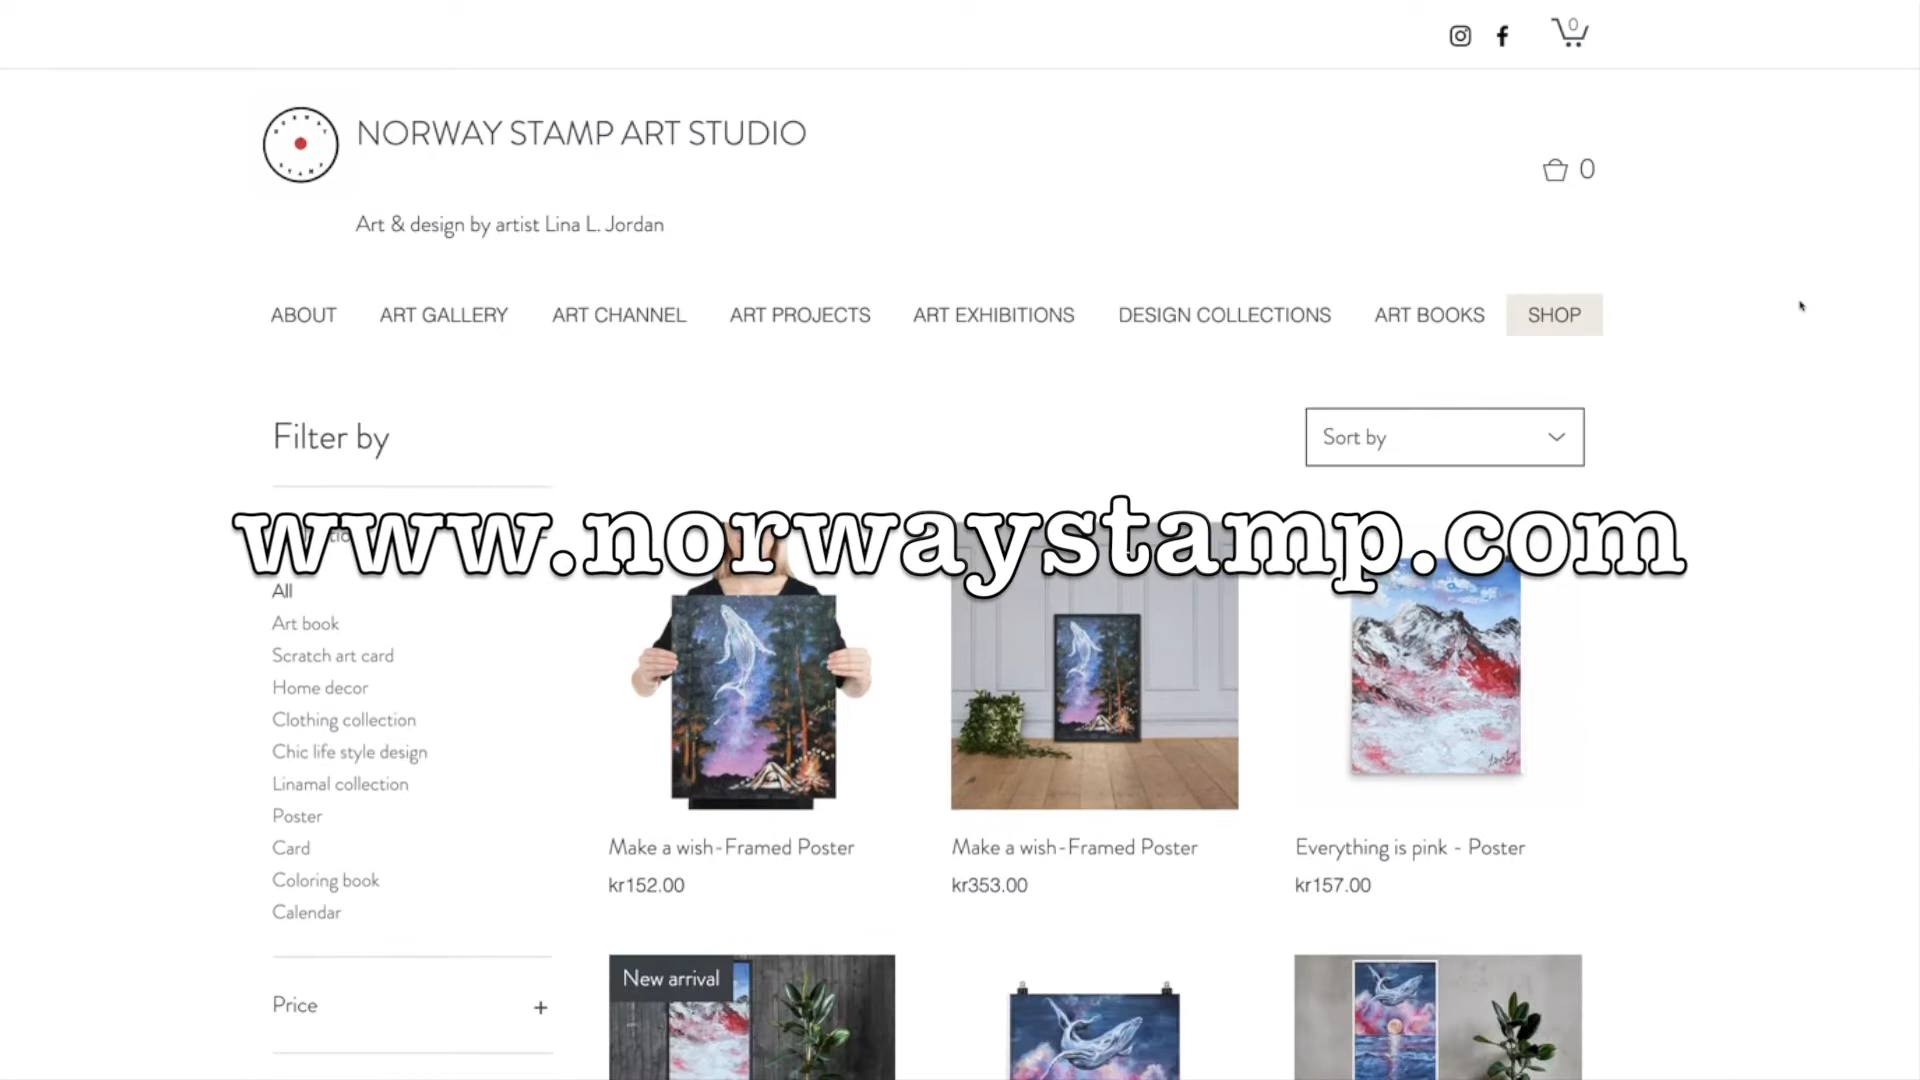 0
NORWAY STAMP ART STUDIO
NORWAY
STAMP
0
Art & design by artist Lina L. Jordan
ABOUT ART GALLERY ART CHANNEL ART PROJECTS ART EXHIBITIONS DESIGN COLLECTIONS ART BOOKS SHOP
Filter by
Sort by
www.norwaystamp.com
All
Art book
Scratch art card
Home decor
Clothing collection
Chic life style design
Linamal collection
Poster
Card
Coloring book
Calendar
Make a wish-Framed Poster
kr152.00
Make a wish-Framed Poster
kr353.00
Everything is pink - Poster
kr157.00
Price +
New arrival